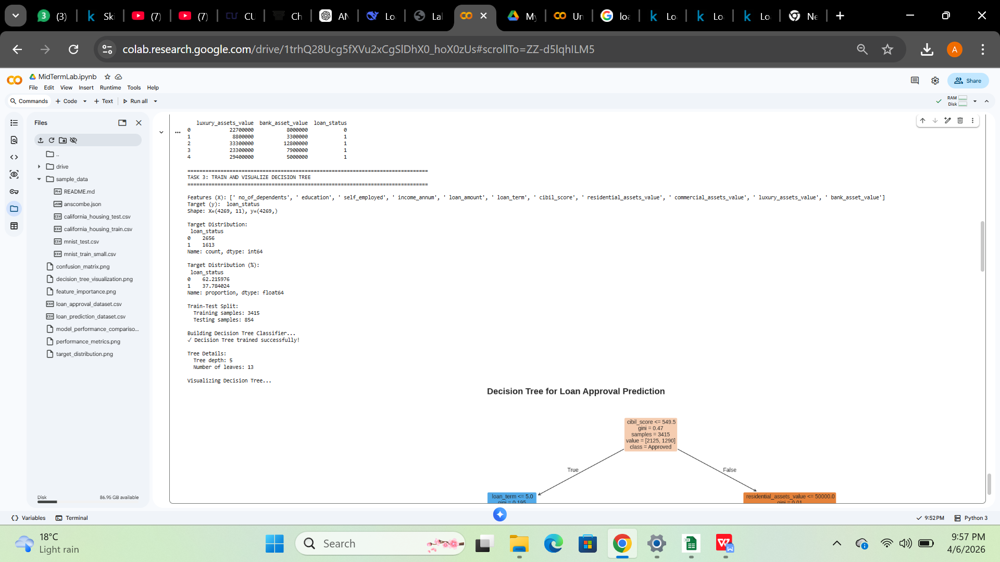 3 (3)
Sk
(7)
(7)
CU
Ch
AN
Lo
La
My
Un
loa
Lo
Lo
Lo
Ne
colab.research.google.com/drive/1trhQ28Ucg5fXVu2xCgSlDhX0_hoX0zUs#scrollTo=ZZ-d5lqhILM5
A
MidTermLab.ipynb
File Edit View Insert Runtime Tools Help
Share
Commands + Code + Text Run all
RAM
Disk
Files
..
drive
sample_data
README.md
anscombe.json
california_housing_test.csv
california_housing_train.csv
mnist_test.csv
mnist_train_small.csv
confusion_matrix.png
decision_tree_visualization.png
feature_importance.png
loan_approval_dataset.csv
loan_prediction_dataset.csv
model_performance_compariso...
performance_metrics.png
target_distribution.png
Disk 86.95 GB available
luxury_assets_value bank_asset_value loan_status
0 22700000 8000000 0
1 8800000 3300000 1
2 33300000 12800000 1
3 23300000 7900000 1
4 29400000 5000000 1
================================================================================
TASK 3: TRAIN AND VISUALIZE DECISION TREE
================================================================================
Features (X): [' no_of_dependents', ' education', ' self_employed', ' income_annum', ' loan_amount', ' loan_term', ' cibil_score', ' residential_assets_value', ' commercial_assets_value', ' luxury_assets_value', ' bank_asset_value']
Target (y):  loan_status
Shape: X=(4269, 11), y=(4269,)
Target Distribution:
loan_status
0 2656
1 1613
Name: count, dtype: int64
Target Distribution (%):
loan_status
0 62.215976
1 37.784024
Name: proportion, dtype: float64
Train-Test Split:
Training samples: 3415
Testing samples: 854
Building Decision Tree Classifier...
✓ Decision Tree trained successfully!
Tree Details:
Tree depth: 5
Number of leaves: 13
Visualizing Decision Tree...
Decision Tree for Loan Approval Prediction
cibil_score <= 549.5
gini = 0.47
samples = 3415
value = [2125, 1290]
class = Approved
True
False
loan_term <= 5.0
gini = 0.195
residential_assets_value <= 50000.0
gini = 0.01
Variables Terminal
9:52 PM Python 3
18°C
Light rain
Search
9:57 PM
4/6/2026